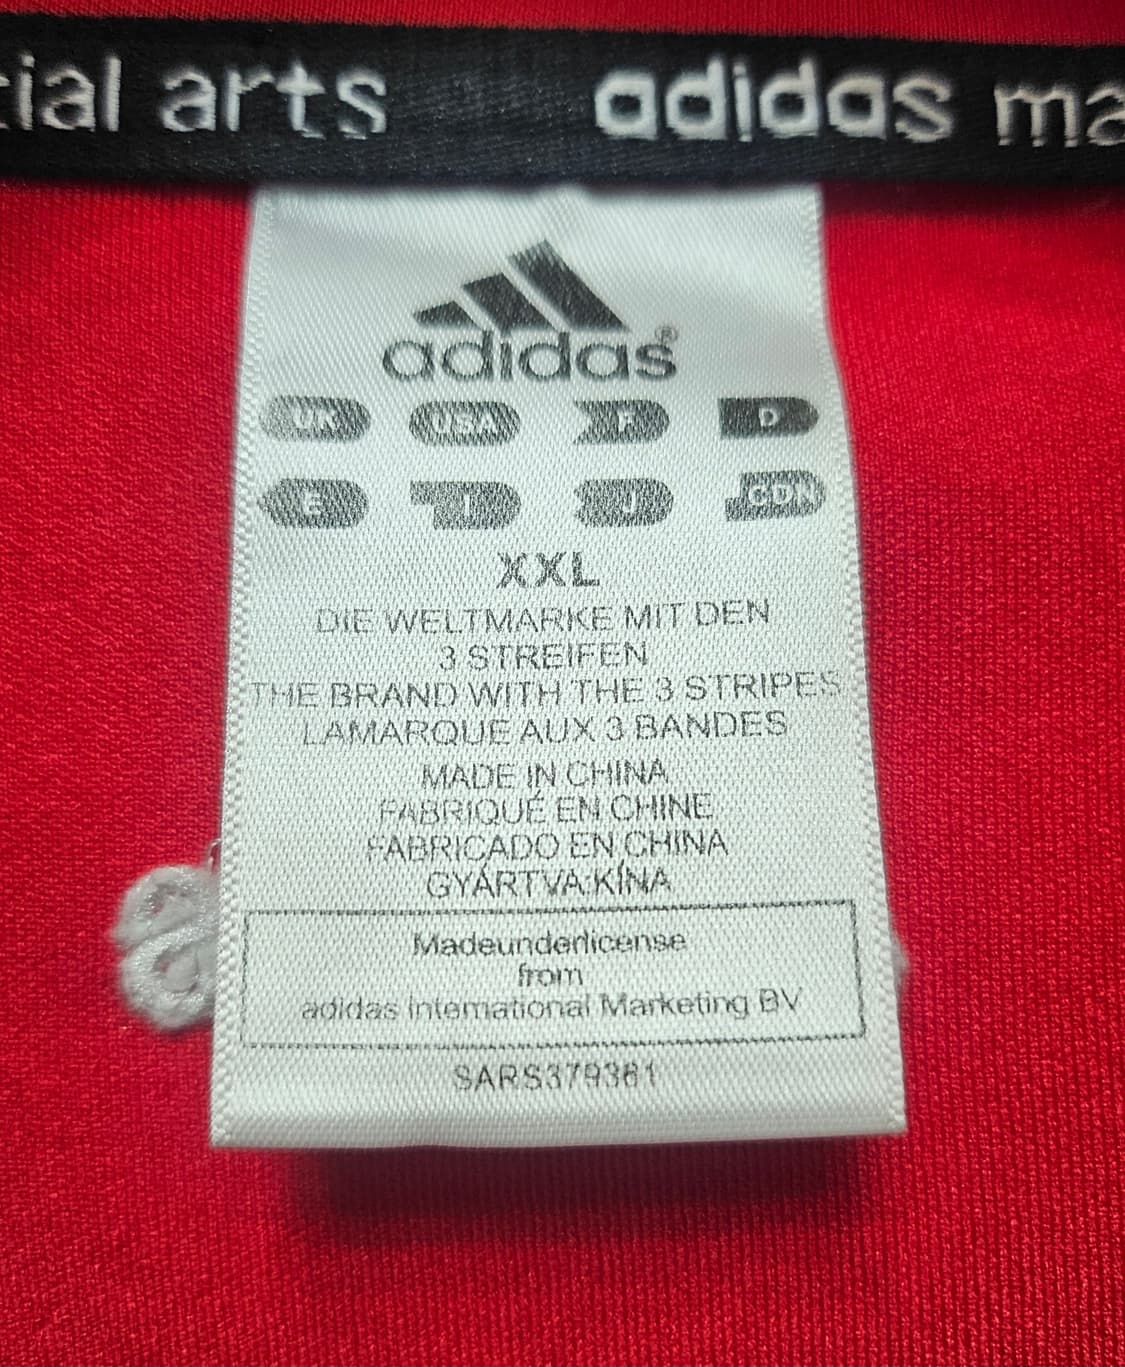 tial arts adidas ma
adidas®
UK USA F D
E I J CDN
XXL
DIE WELTMARKE MIT DEN
3 STREIFEN
THE BRAND WITH THE 3 STRIPES
LAMARQUE AUX 3 BANDES
MADE IN CHINA
FABRIQUÉ EN CHINE
FABRICADO EN CHINA
GYÁRTVA:KÍNA
Madeunderlicense
from
adidas International Marketing BV
SARS379361